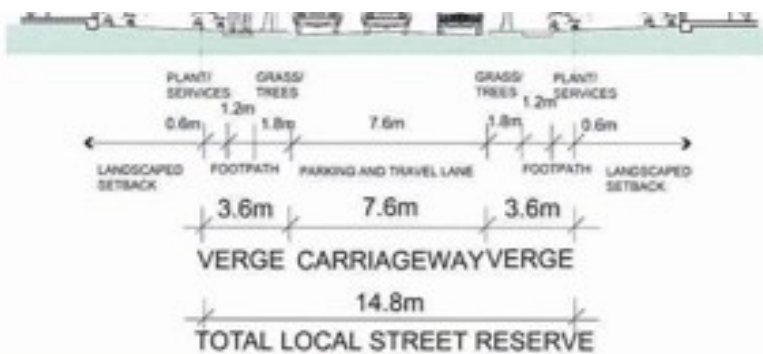 PLANT/ GRASS/ GRASS/ PLANT/
SERVICES TREES TREES SERVICES
1.2m 1.2m
0.6m 1.8m 7.6m 1.8m 0.6m
LANDSCAPED FOOTPATH PARKING AND TRAVEL LANE FOOTPATH LANDSCAPED
SETBACK SETBACK
3.6m 7.6m 3.6m
VERGE CARRIAGEWAY VERGE
14.8m
TOTAL LOCAL STREET RESERVE